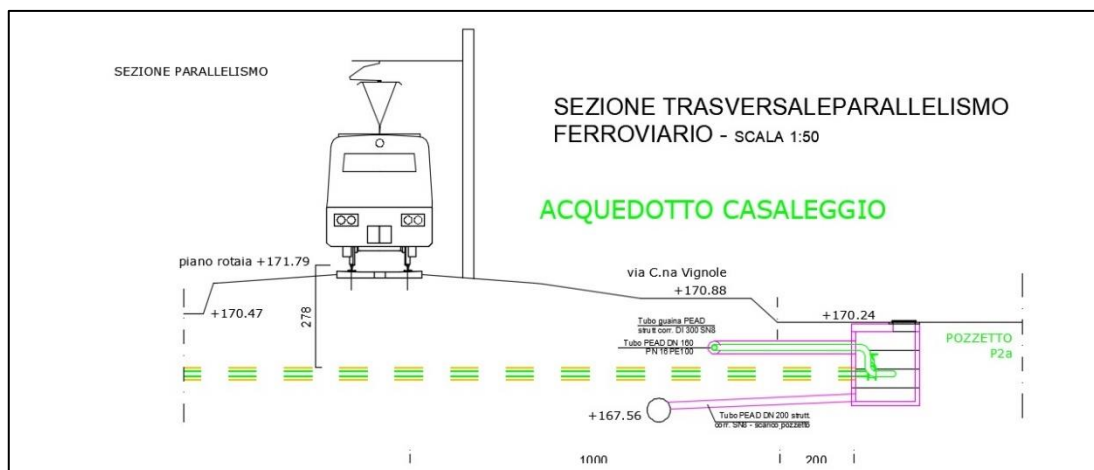 SEZIONE PARALLELISMO
SEZIONE TRASVERSALEPARALLELISMO
FERROVIARIO - SCALA 1:50
ACQUEDOTTO CASALEGGIO
piano rotaia +171.79
via C.na Vignole
+170.88
+170.47
278
+170.24
Tubo guaina PEAD
strutt corr. DI 300 SN8
Tubo PEAD DN 160
PN 16 PE100
POZZETTO
P2a
+167.56
Tubo PEAD DN 200 strutt.
corr. SN8 - scarico pozzetto
1000
200